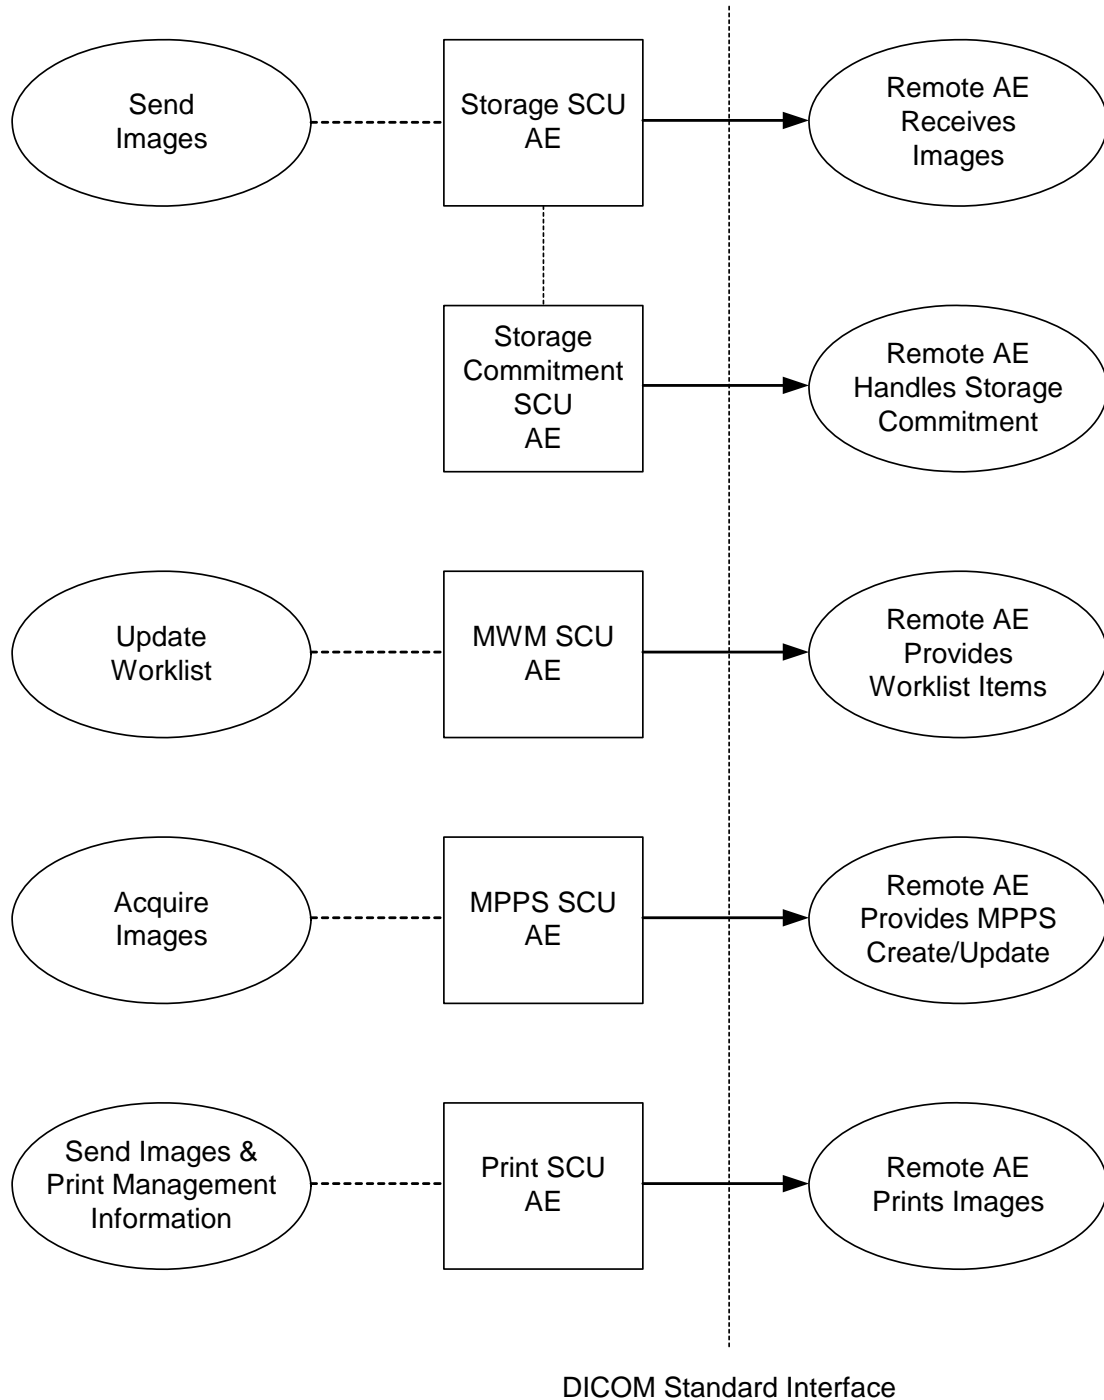 Send
Images
Storage SCU
AE
Remote AE
Receives
Images
Storage
Commitment
SCU
AE
Remote AE
Handles Storage
Commitment
Update
Worklist
MWM SCU
AE
Remote AE
Provides
Worklist Items
Acquire
Images
MPPS SCU
AE
Remote AE
Provides MPPS
Create/Update
Send Images &
Print Management
Information
Print SCU
AE
Remote AE
Prints Images
DICOM Standard Interface